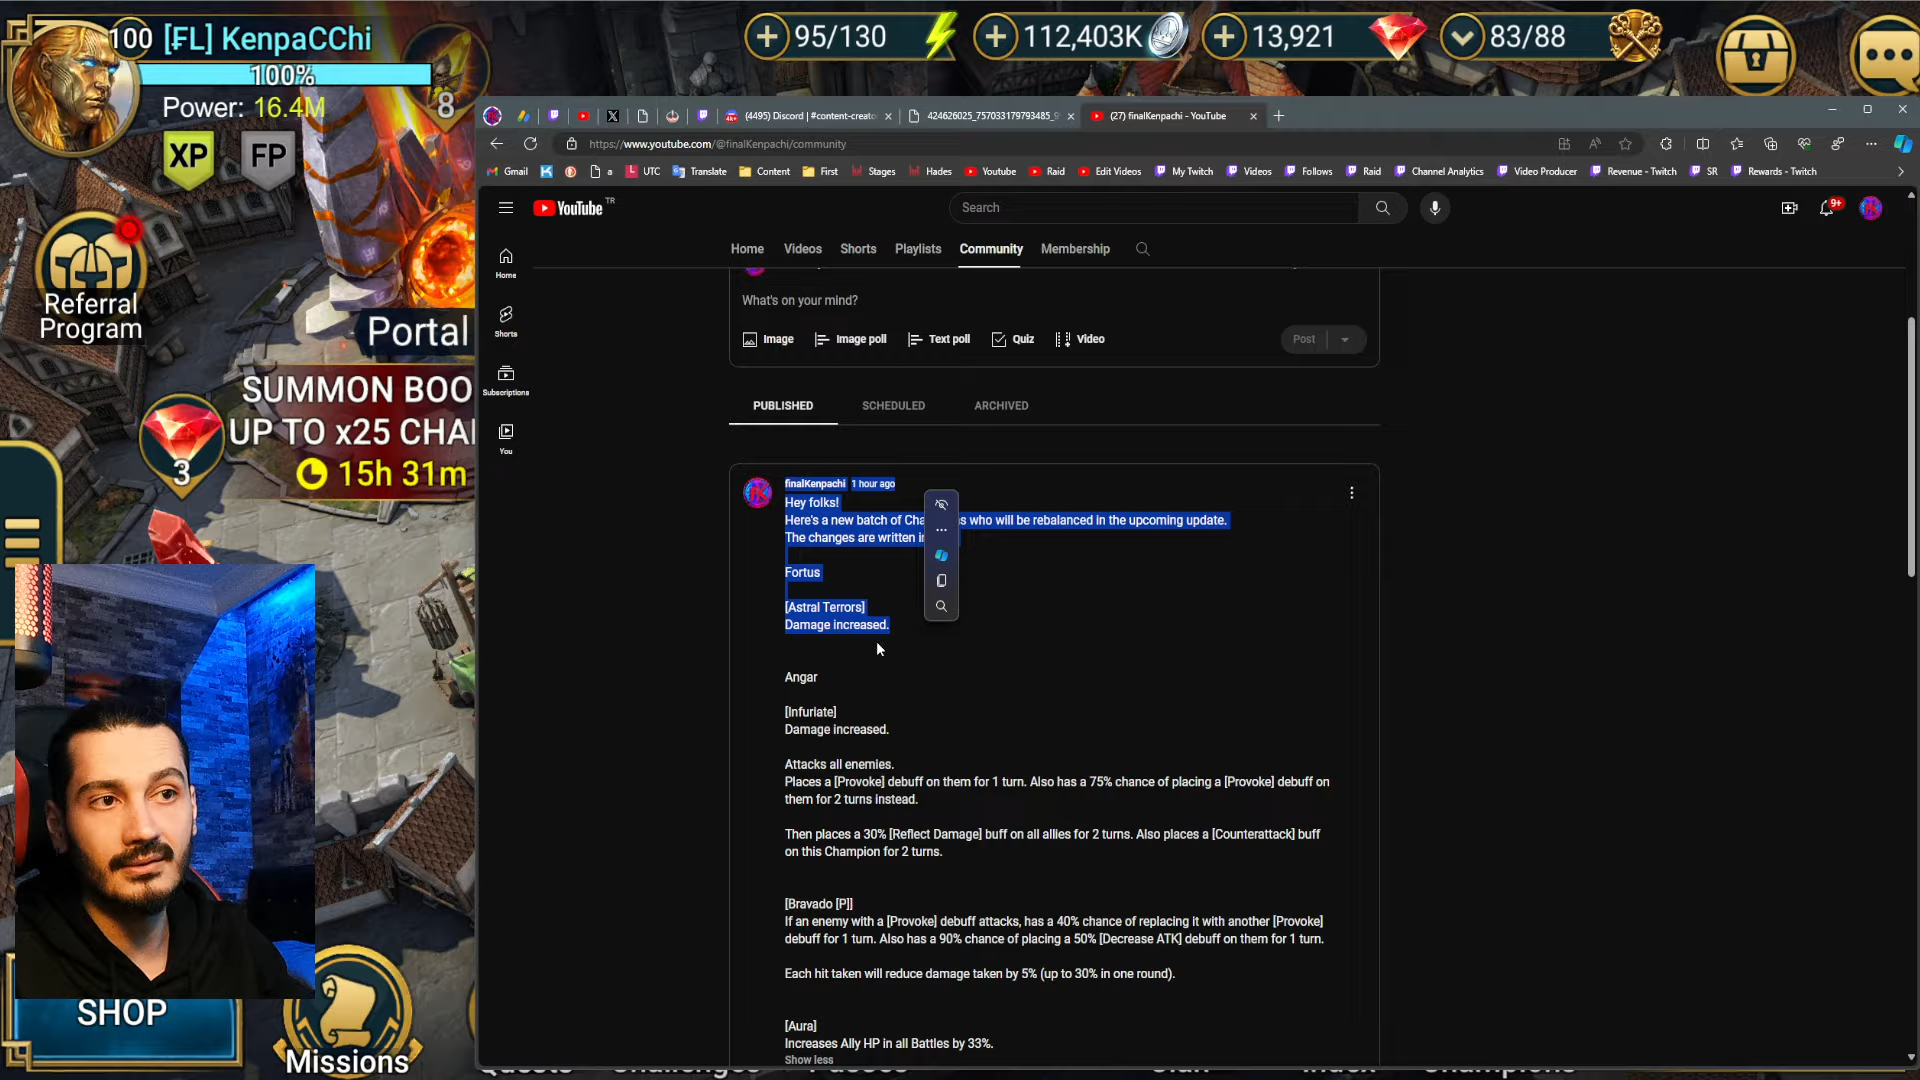 100 [FL] KenpaCChi
100%
Power: 16.4M
8
XP
FP
95/130
112,403K
13,921
83/88
Referral
Program
Portal
SUMMON BOO
UP TO x25 CHA
3
15h 31m
SHOP
Missions
(4495) Discord | #content-creato
424626025_757033179793485_9
(27) finalKenpachi - YouTube
https://www.youtube.com/@finalKenpachi/community
Gmail
a
UTC
Translate
Content
First
Stages
Hades
Youtube
Raid
Edit Videos
My Twitch
Videos
Follows
Raid
Channel Analytics
Video Producer
Revenue - Twitch
SR
Rewards - Twitch
YouTube TR
Search
9+
Home
Shorts
Subscriptions
You
Home Videos Shorts Playlists Community Membership
What's on your mind?
Image Image poll Text poll Quiz Video
Post
PUBLISHED SCHEDULED ARCHIVED
finalKenpachi 1 hour ago
Hey folks!
Here's a new batch of Cha s who will be rebalanced in the upcoming update.
The changes are written i
Fortus
[Astral Terrors]
Damage increased.
Angar
[Infuriate]
Damage increased.
Attacks all enemies.
Places a [Provoke] debuff on them for 1 turn. Also has a 75% chance of placing a [Provoke] debuff on
them for 2 turns instead.
Then places a 30% [Reflect Damage] buff on all allies for 2 turns. Also places a [Counterattack] buff
on this Champion for 2 turns.
[Bravado [P]]
If an enemy with a [Provoke] debuff attacks, has a 40% chance of replacing it with another [Provoke]
debuff for 1 turn. Also has a 90% chance of placing a 50% [Decrease ATK] debuff on them for 1 turn.
Each hit taken will reduce damage taken by 5% (up to 30% in one round).
[Aura]
Increases Ally HP in all Battles by 33%.
Show less